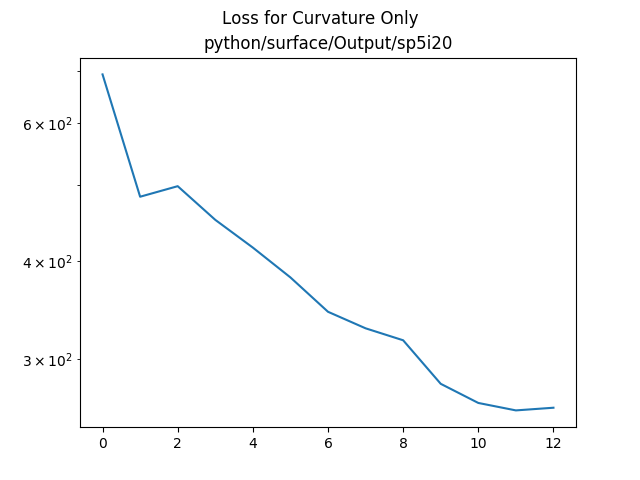 Loss for Curvature Only
python/surface/Output/sp5i20
6 × 10²
4 × 10²
3 × 10²
0 2 4 6 8 10 12